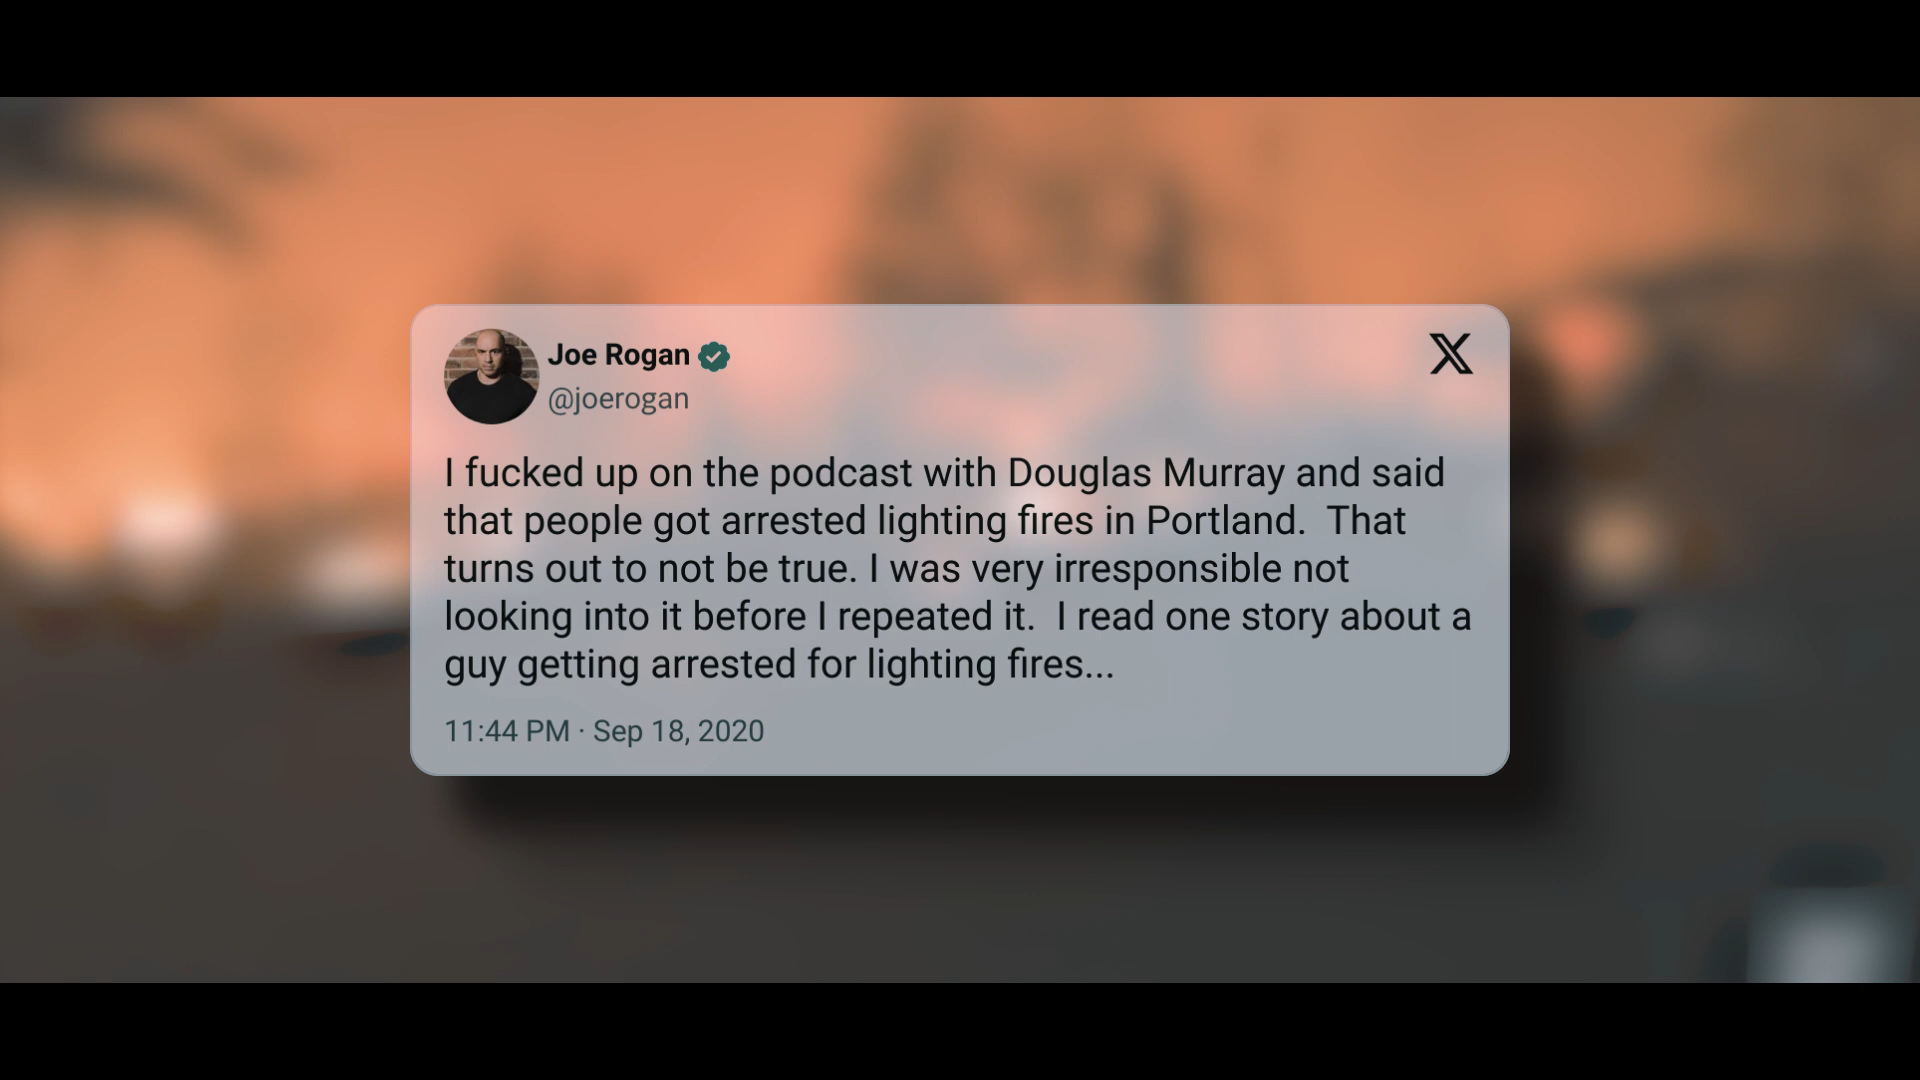 Joe Rogan
@joerogan
I fucked up on the podcast with Douglas Murray and said
that people got arrested lighting fires in Portland.  That
turns out to not be true. I was very irresponsible not
looking into it before I repeated it.  I read one story about a
guy getting arrested for lighting fires...
11:44 PM · Sep 18, 2020